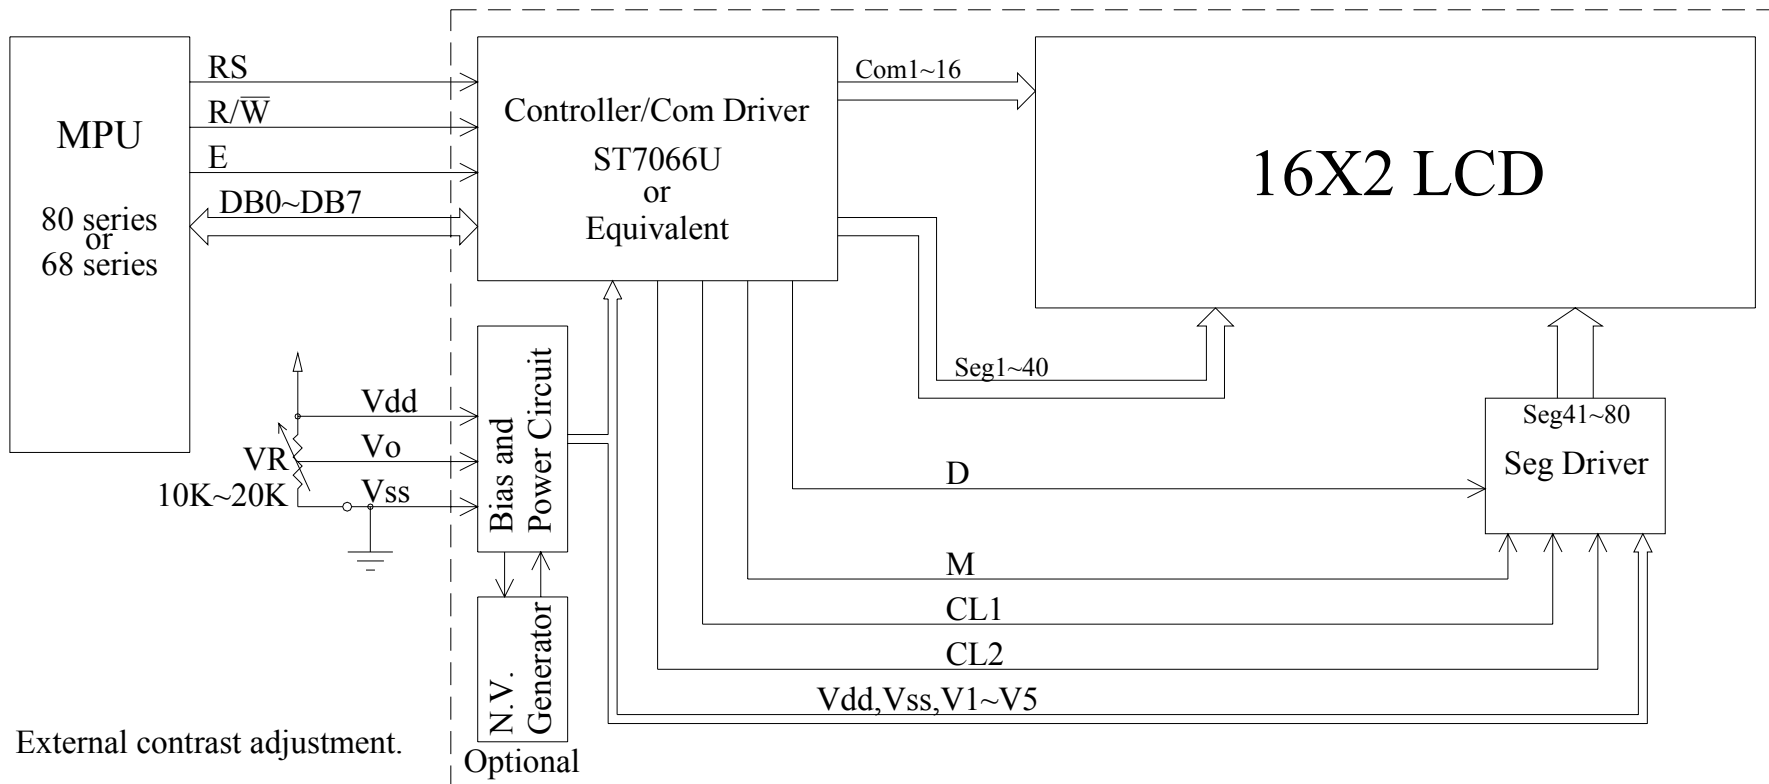 RS
R/W̅
E
DB0~DB7
MPU
80 series
or
68 series
Controller/Com Driver
ST7066U
or
Equivalent
Com1~16
16X2 LCD
Seg1~40
Seg41~80
Seg Driver
Vdd
Vo
VR
10K~20K
Vss
Bias and
Power Circuit
D
M
CL1
CL2
Vdd,Vss,V1~V5
N.V.
Generator
Optional
External contrast adjustment.